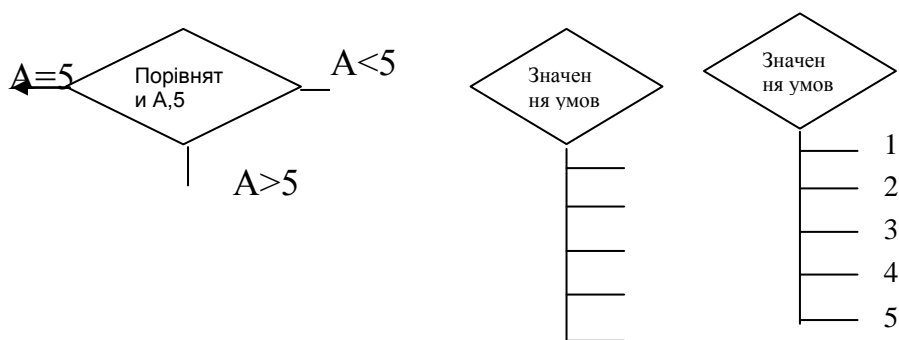 A=5
Порівнят
и А,5
A<5
A>5
Значен
ня умов
Значен
ня умов
1
2
3
4
5